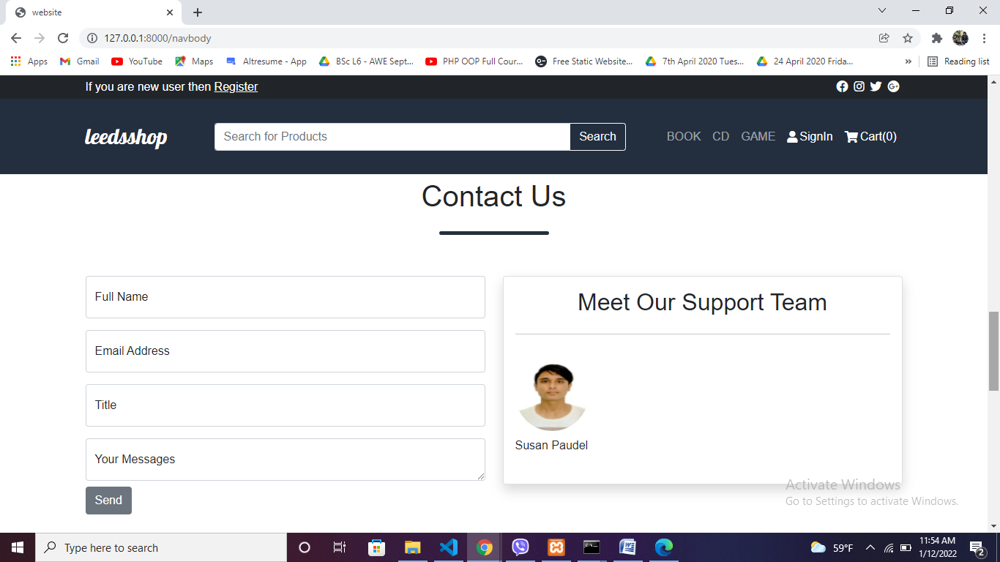 website
127.0.0.1:8000/navbody
Apps Gmail YouTube Maps Altresume - App BSc L6 - AWE Sept... PHP OOP Full Cour... Free Static Website... 7th April 2020 Tues... 24 April 2020 Frida... » Reading list
If you are new user then Register
leedsshop Search for Products Search BOOK CD GAME SignIn Cart(0)
Contact Us
Full Name
Email Address
Title
Your Messages
Send
Meet Our Support Team
Susan Paudel
Activate Windows
Go to Settings to activate Windows.
Type here to search 59°F 11:54 AM
1/12/2022 2